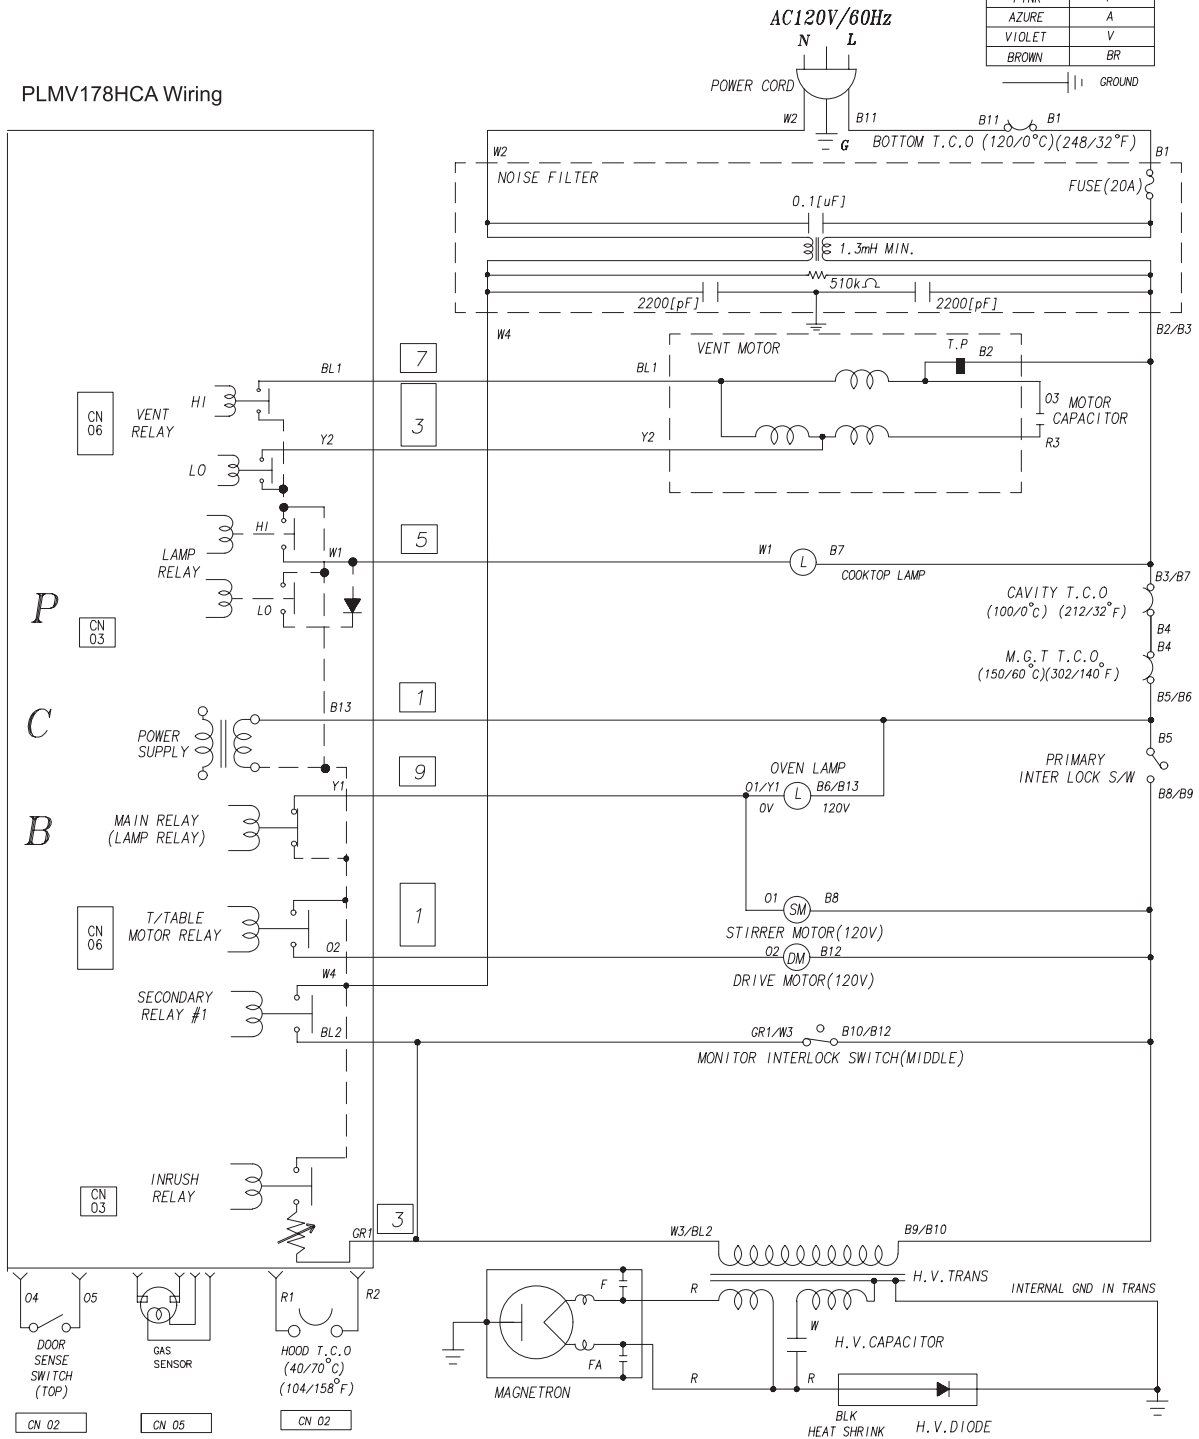 AC120V/60Hz
N L
POWER CORD
AZURE A
VIOLET V
BROWN BR
GROUND
PLMV178HCA Wiring
W2 B11
G
B11 B1
BOTTOM T.C.O (120/0°C)(248/32°F)
W2
B1
NOISE FILTER
FUSE(20A)
0.1[uF]
1.3mH MIN.
510kΩ
2200[pF] 2200[pF]
W4
B2/B3
VENT MOTOR
T.P
B2
BL1
7
BL1
HI
CN
06
VENT
RELAY
3
O3
MOTOR
CAPACITOR
R3
Y2
Y2
LO
HI
LAMP
RELAY
W1
5
W1
L
B7
COOKTOP LAMP
LO
B3/B7
CAVITY T.C.O
(100/0°C) (212/32°F)
B4
B4
P
CN
03
M.G.T T.C.O
(150/60°C)(302/140°F)
B5/B6
C
POWER
SUPPLY
B13
1
B5
PRIMARY
INTER LOCK S/W
B8/B9
9
Y1
OVEN LAMP
O1/Y1
L
B6/B13
0V 120V
B
MAIN RELAY
(LAMP RELAY)
1
CN
06
T/TABLE
MOTOR RELAY
O1
SM
B8
STIRRER MOTOR(120V)
O2
O2
DM
B12
DRIVE MOTOR(120V)
W4
SECONDARY
RELAY #1
BL2
GR1/W3 B10/B12
MONITOR INTERLOCK SWITCH(MIDDLE)
INRUSH
RELAY
CN
03
GR1
3
W3/BL2
B9/B10
H.V.TRANS
INTERNAL GND IN TRANS
F
R
W
H.V.CAPACITOR
FA
R R
MAGNETRON
BLK
HEAT SHRINK
H.V.DIODE
O4 O5
DOOR
SENSE
SWITCH
(TOP)
CN 02
GAS
SENSOR
CN 05
R1 R2
HOOD T.C.O
(40/70°C)
(104/158°F)
CN 02